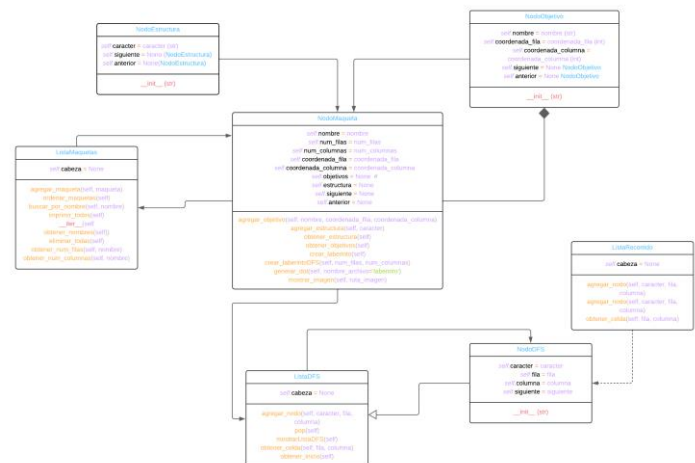 NodoEstructura
self caracter = caracter (str)
self siguiente = None (NodoEstructura)
self anterior = None(NodoEstructura)
__init__ (str)
NodoObjetivo
self nombre = nombre (str)
self coordenada_fila = coordenada_fila (int)
self coordenada_columna =
coordenada_columna (int)
self siguiente = None NodoObjetivo
self anterior = None NodoObjetivo
__init__ (str)
NodoMaqueta
self nombre = nombre
self num_filas = num_filas
self num_columnas = num_columnas
self coordenada_fila = coordenada_fila
self coordenada_columna = coordenada_columna
self objetivos = None #
self estructura = None
self siguiente = None
self anterior = None
agregar_objetivo(self, nombre, coordenada_fila, coordenada_columna)
agregar_estructura(self, caracter)
obtener_estructura(self)
obtener_objetivos(self)
crear_laberinto(self)
crear_laberintoDFS(self, num_filas, num_columnas)
generar_dot(self, nombre_archivo='laberinto')
mostrar_imagen(self, ruta_imagen)
ListaMaquetas
self cabeza = None
agregar_maqueta(self, maqueta)
ordenar_maquetas(self)
buscar_por_nombre(self, nombre)
imprimir_todos(self)
__iter__(self)
obtener_nombres(self)
eliminar_todas(self)
obtener_num_filas(self, nombre)
obtener_num_columnas(self, nombre)
ListaRecorrido
self cabeza = None
agregar_nodo(self, caracter, fila,
columna)
agregar_nodo(self, caracter, fila,
columna)
obtener_celda(self, fila, columna)
NodoDFS
self caracter = caracter
self fila = fila
self columna = columna
self siguiente = siguiente
__init__ (str)
ListaDFS
self cabeza = None
agregar_nodo(self, caracter, fila,
columna)
pop(self)
mostrarListaDFS(self)
obtener_celda(self, fila, columna)
obtener_inicio(self)